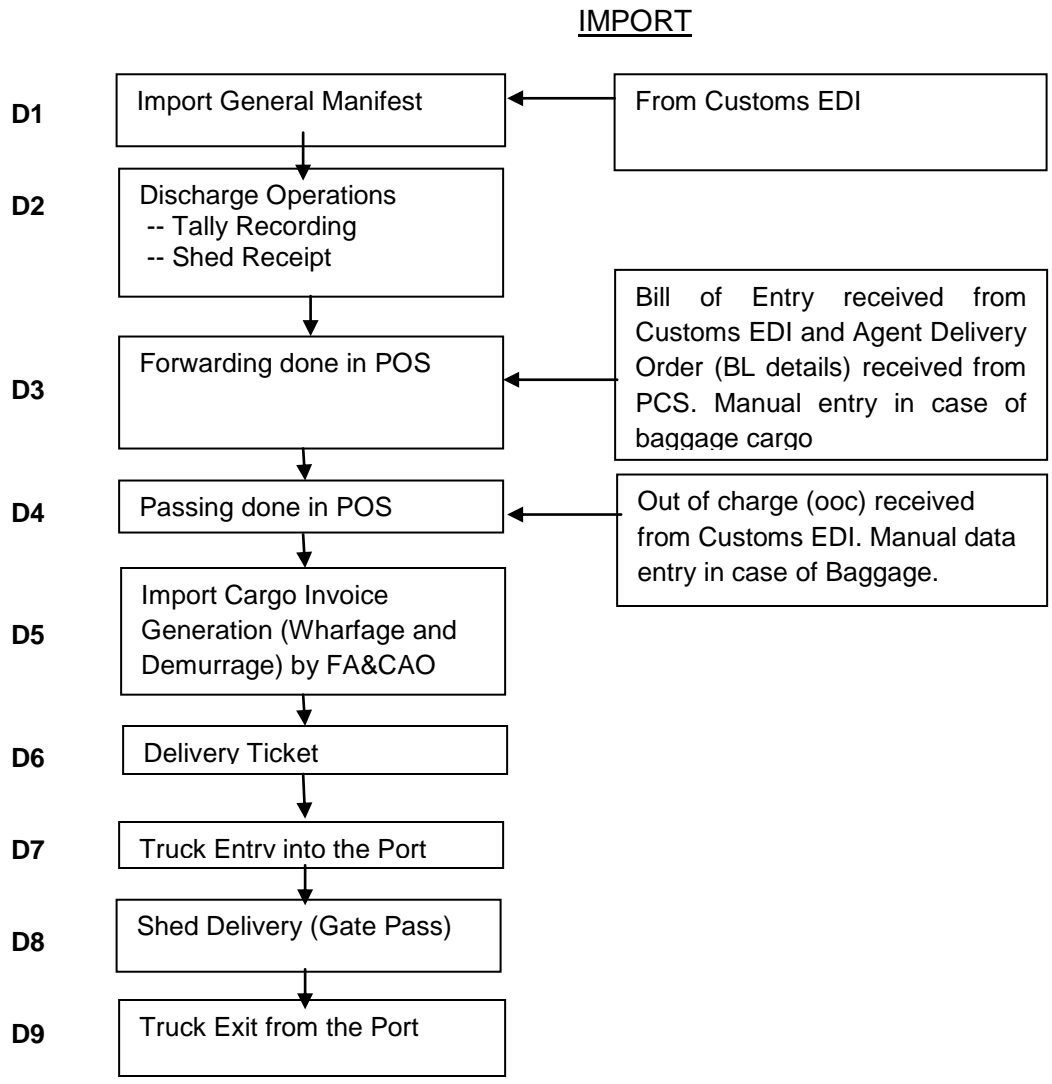 IMPORT
D1
Import General Manifest
From Customs EDI
D2
Discharge Operations
-- Tally Recording
-- Shed Receipt
D3
Forwarding done in POS
Bill of Entry received from
Customs EDI and Agent Delivery
Order (BL details) received from
PCS. Manual entry in case of
baggage cargo
D4
Passing done in POS
Out of charge (ooc) received
from Customs EDI. Manual data
entry in case of Baggage.
D5
Import Cargo Invoice
Generation (Wharfage and
Demurrage) by FA&CAO
D6
Delivery Ticket
D7
Truck Entry into the Port
D8
Shed Delivery (Gate Pass)
D9
Truck Exit from the Port